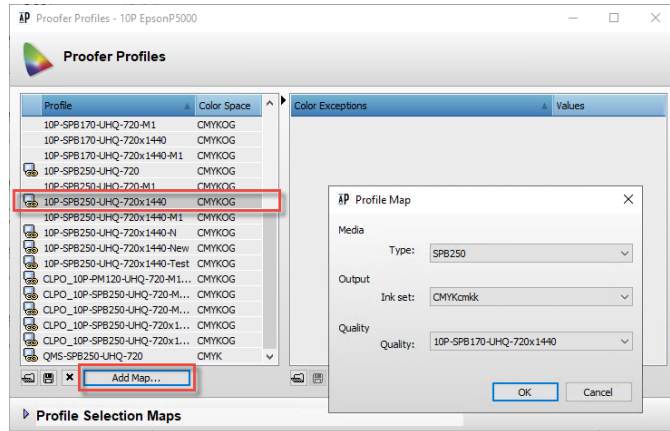 AP Proofer Profiles - 10P EpsonP5000
Proofer Profiles
Profile Color Space
10P-SPB170-UHQ-720-M1 CMYKOG
10P-SPB170-UHQ-720x1440 CMYKOG
10P-SPB170-UHQ-720x1440-M1 CMYKOG
10P-SPB250-UHQ-720 CMYKOG
10P-SPB250-UHQ-720-M1 CMYKOG
10P-SPB250-UHQ-720x1440 CMYKOG
10P-SPB250-UHQ-720x1440-M1 CMYKOG
10P-SPB250-UHQ-720x1440-N CMYKOG
10P-SPB250-UHQ-720x1440-New CMYKOG
10P-SPB250-UHQ-720x1440-Test CMYKOG
CLPO_10P-PM120-UHQ-720-M1... CMYKOG
CLPO_10P-SPB250-UHQ-720-M... CMYKOG
CLPO_10P-SPB250-UHQ-720-M... CMYKOG
CLPO_10P-SPB250-UHQ-720x1... CMYKOG
CLPO_10P-SPB250-UHQ-720x1... CMYKOG
QMS-SPB250-UHQ-720 CMYK
Add Map...
Color Exceptions Values
AP Profile Map
Media
Type: SPB250
Output
Ink set: CMYKcmkk
Quality
Quality: 10P-SPB170-UHQ-720x1440
OK Cancel
Profile Selection Maps